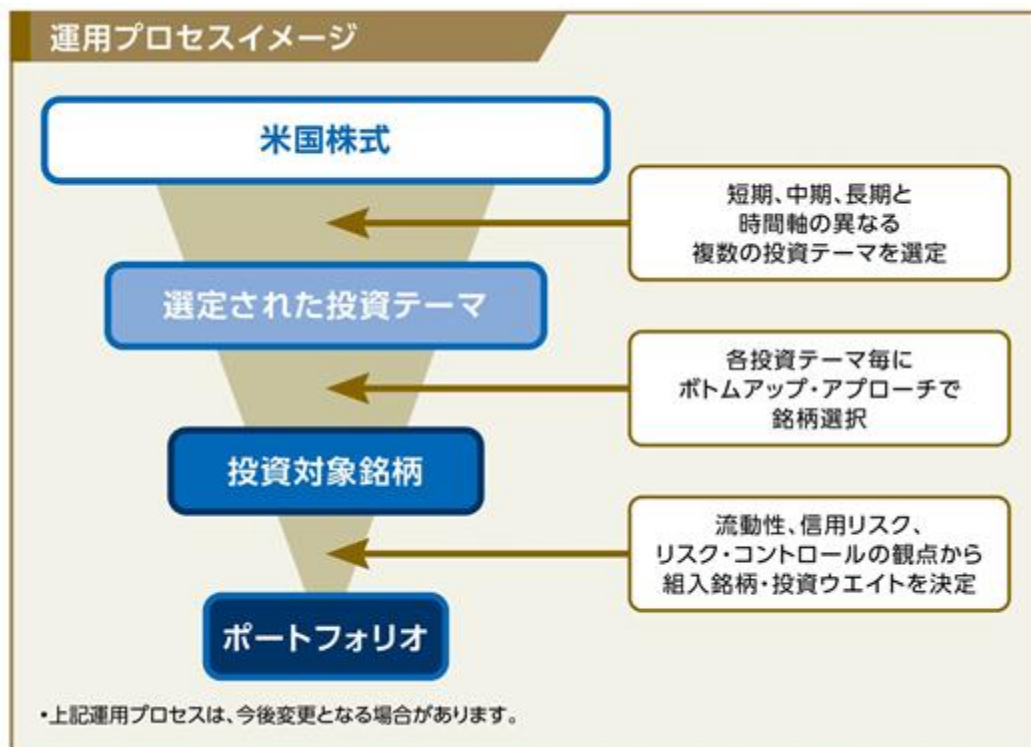 運用プロセスイメージ
米国株式
短期、中期、長期と
時間軸の異なる
複数の投資テーマを選定
選定された投資テーマ
各投資テーマ毎に
ボトムアップ・アプローチで
銘柄選択
投資対象銘柄
流動性、信用リスク、
リスク・コントロールの観点から
組入銘柄・投資ウエイトを決定
ポートフォリオ
•上記運用プロセスは、今後変更となる場合があります。